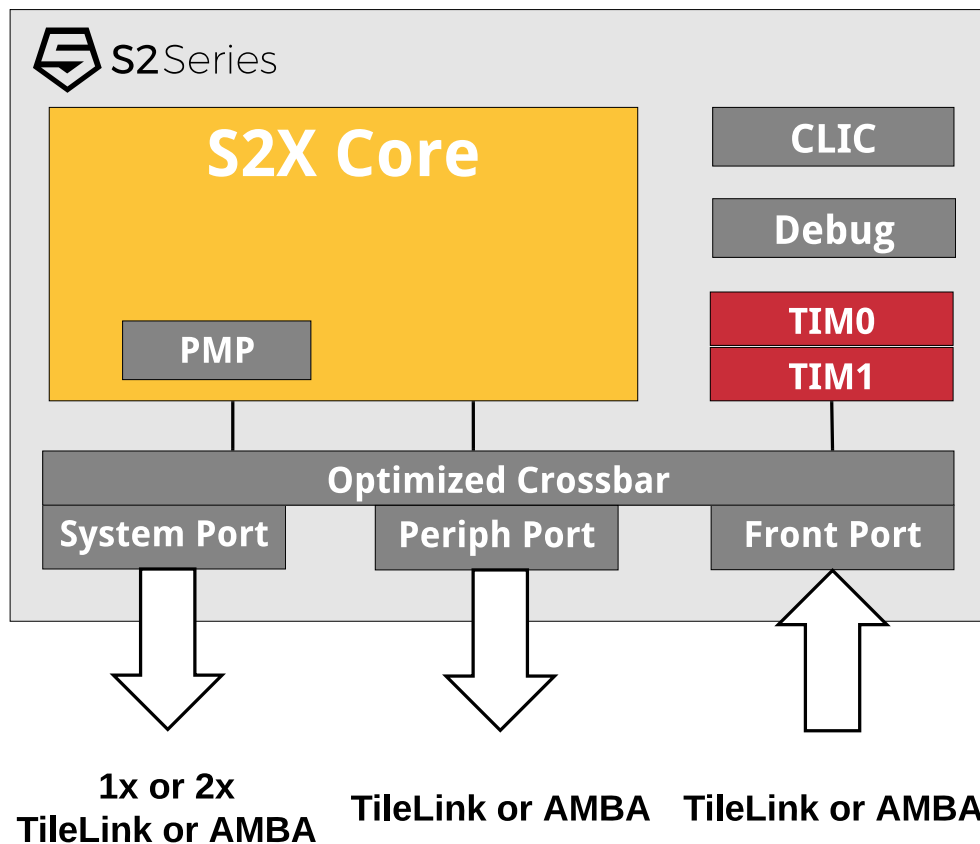 S2Series
S2X Core
CLIC
Debug
TIM0
PMP
TIM1
Optimized Crossbar
System Port
Periph Port
Front Port
1x or 2x
TileLink or AMBA
TileLink or AMBA
TileLink or AMBA